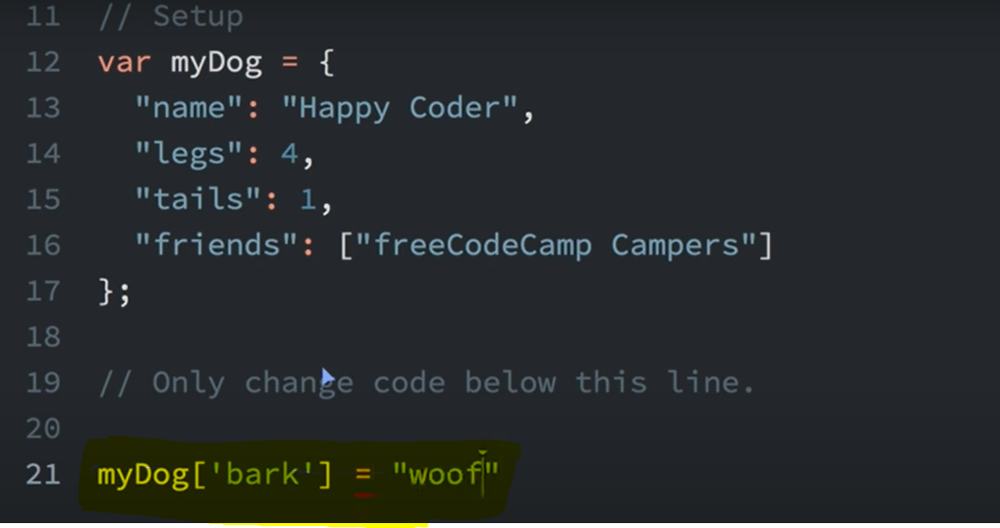 11 // Setup
12 var myDog = {
13   "name": "Happy Coder",
14   "legs": 4,
15   "tails": 1,
16   "friends": ["freeCodeCamp Campers"]
17 };
18
19 // Only change code below this line.
20
21 myDog['bark'] = "woof"